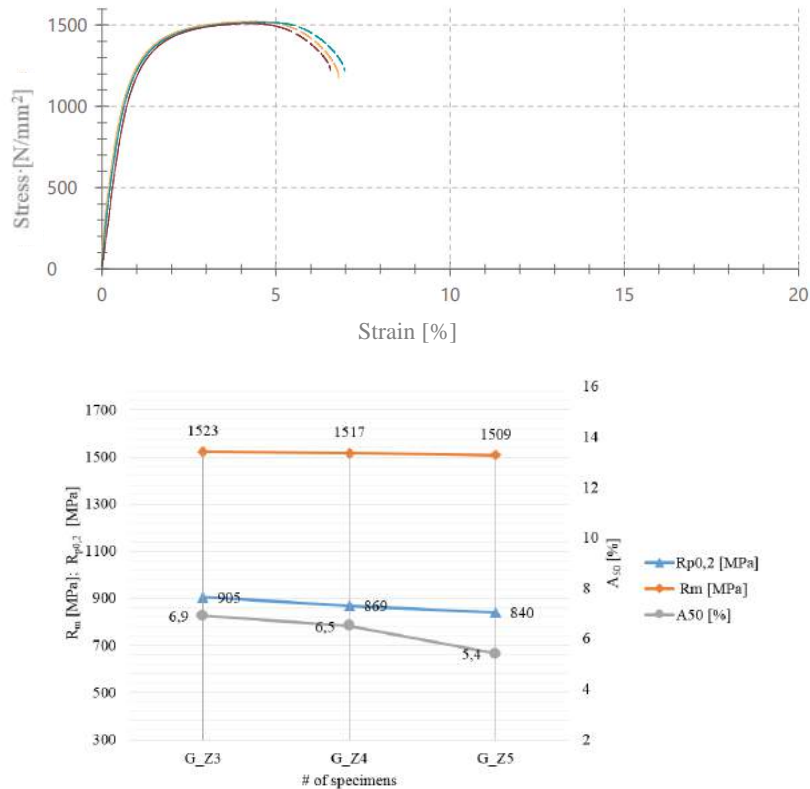 1500
1000
500
0
Stress·[N/mm²]
0 5 10 15 20
Strain [%]
1700
1500
1300
1100
900
700
500
300
Rm [MPa]; Rp0,2 [MPa]
16
14
12
10
8
6
4
2
A50 [%]
1523 1517 1509
905 869 840
6,9 6,5 5,4
G_Z3 G_Z4 G_Z5
# of specimens
Rp0,2 [MPa]
Rm [MPa]
A50 [%]